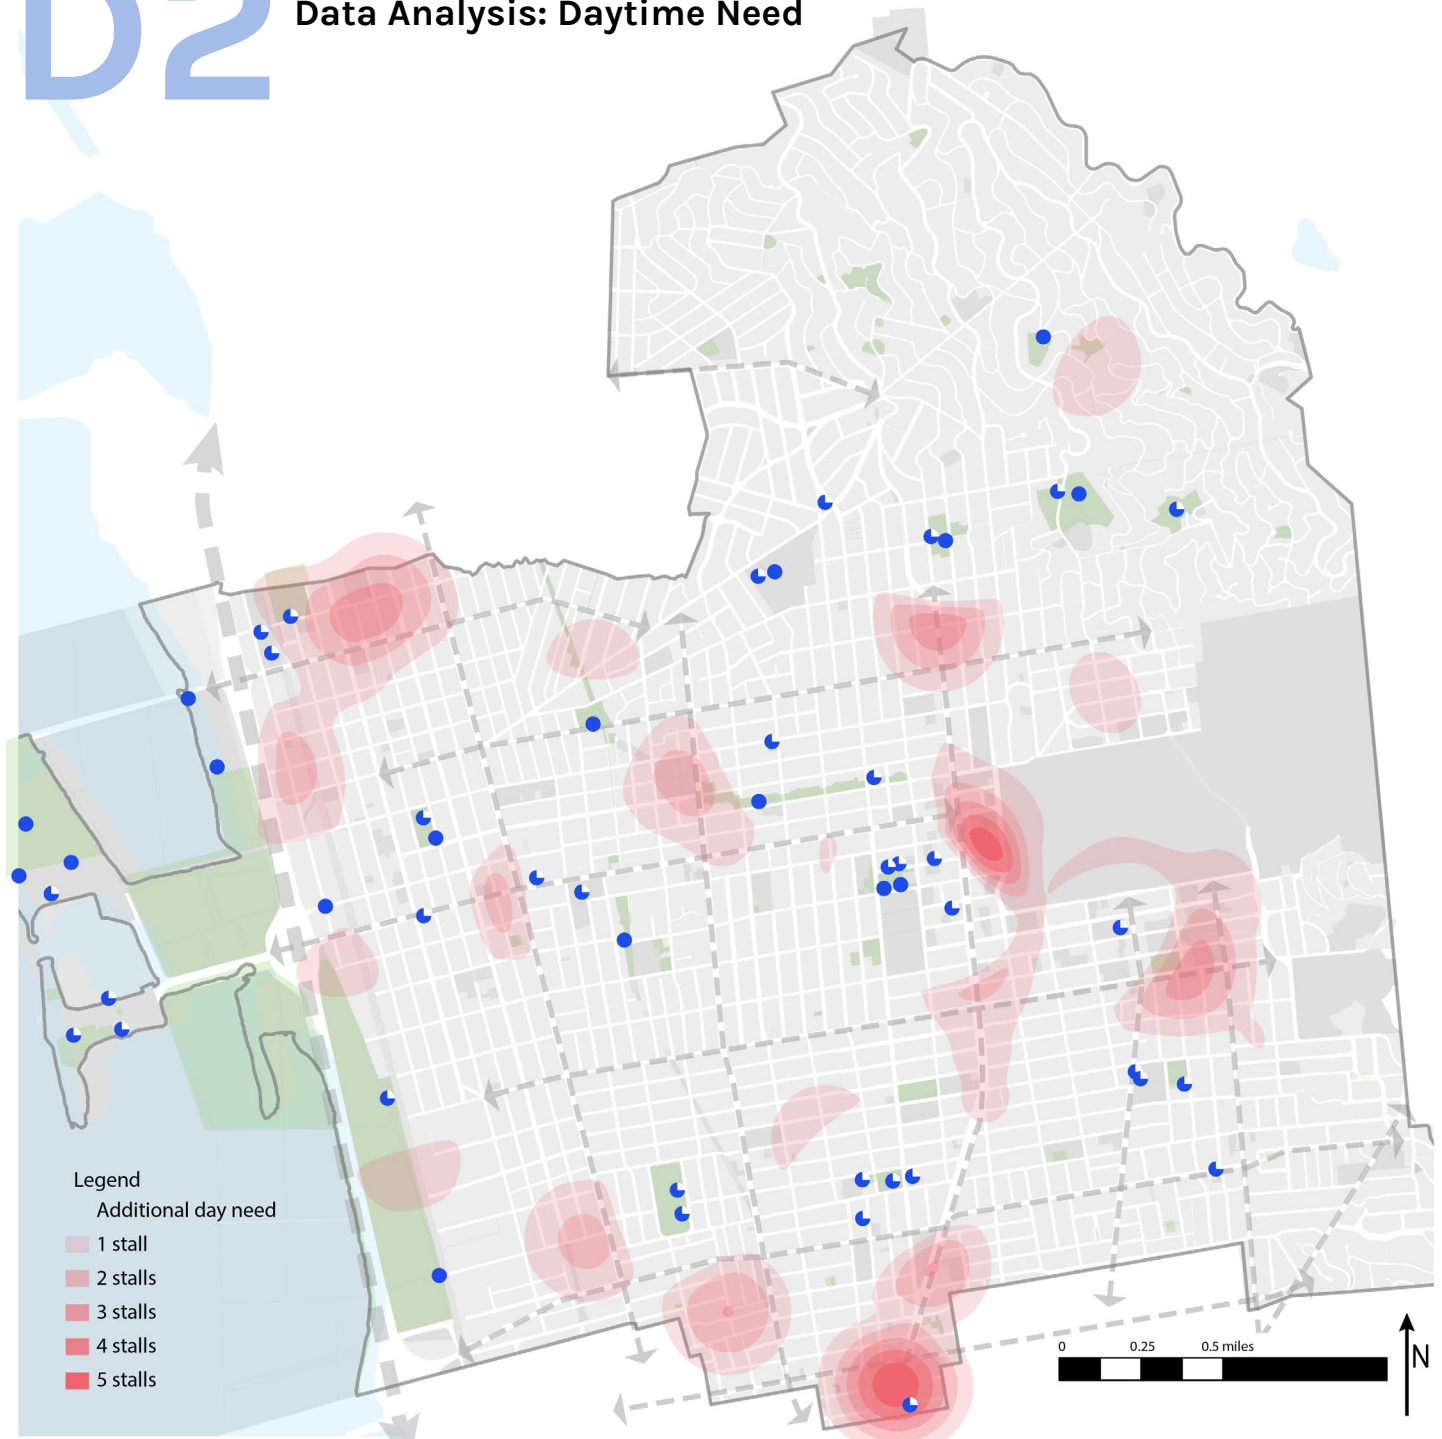 D2
Data Analysis: Daytime Need
Legend
Additional day need
1 stall
2 stalls
3 stalls
4 stalls
5 stalls
0 0.25 0.5 miles
N